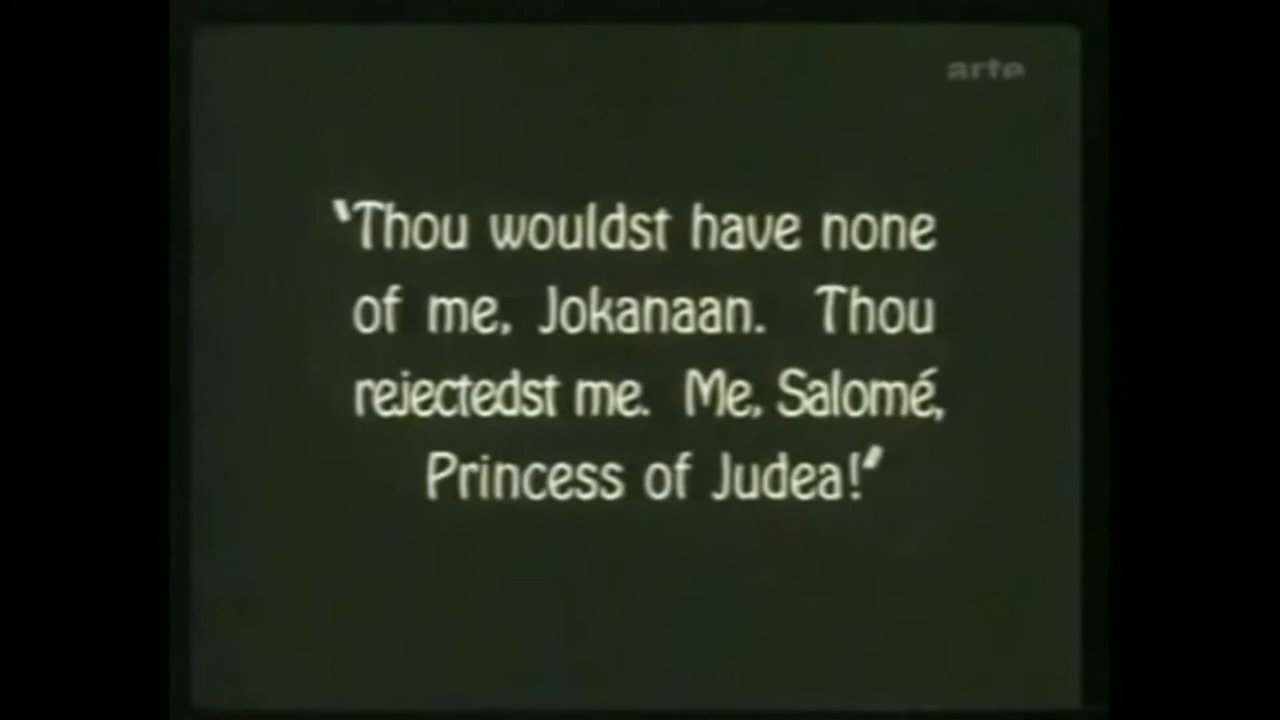 arte
"Thou wouldst have none
of me, Jokanaan. Thou
rejectedst me. Me, Salomé,
Princess of Judea!"